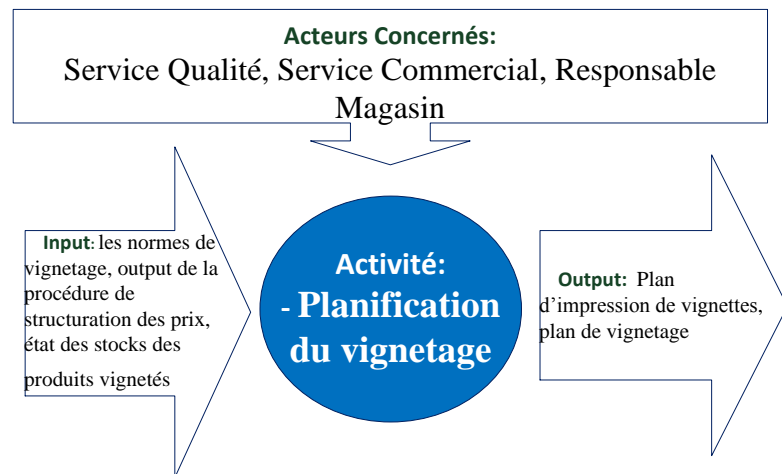 Acteurs Concernés:
Service Qualité, Service Commercial, Responsable
Magasin
Input: les normes de
vignetage, output de la
procédure de
structuration des prix,
état des stocks des
produits vignetés
Activité:
- Planification
du vignetage
Output: Plan
d’impression de vignettes,
plan de vignetage